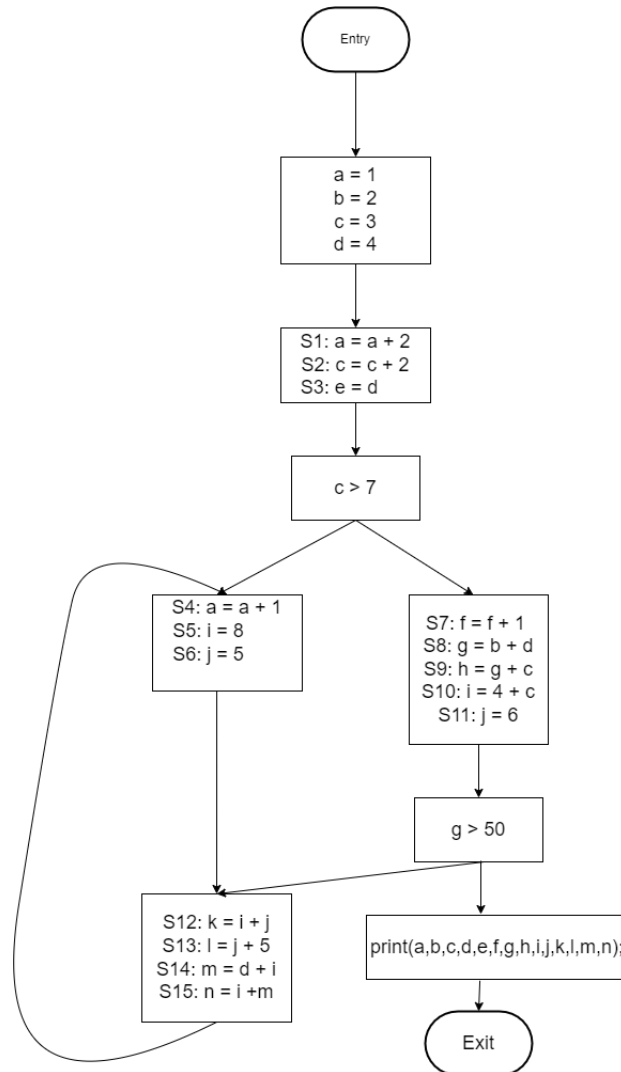 Entry
a = 1
b = 2
c = 3
d = 4
S1: a = a + 2
S2: c = c + 2
S3: e = d
c > 7
S4: a = a + 1
S5: i = 8
S6: j = 5
S7: f = f + 1
S8: g = b + d
S9: h = g + c
S10: i = 4 + c
S11: j = 6
g > 50
S12: k = i + j
S13: l = j + 5
S14: m = d + i
S15: n = i +m
print(a,b,c,d,e,f,g,h,i,j,k,l,m,n);
Exit